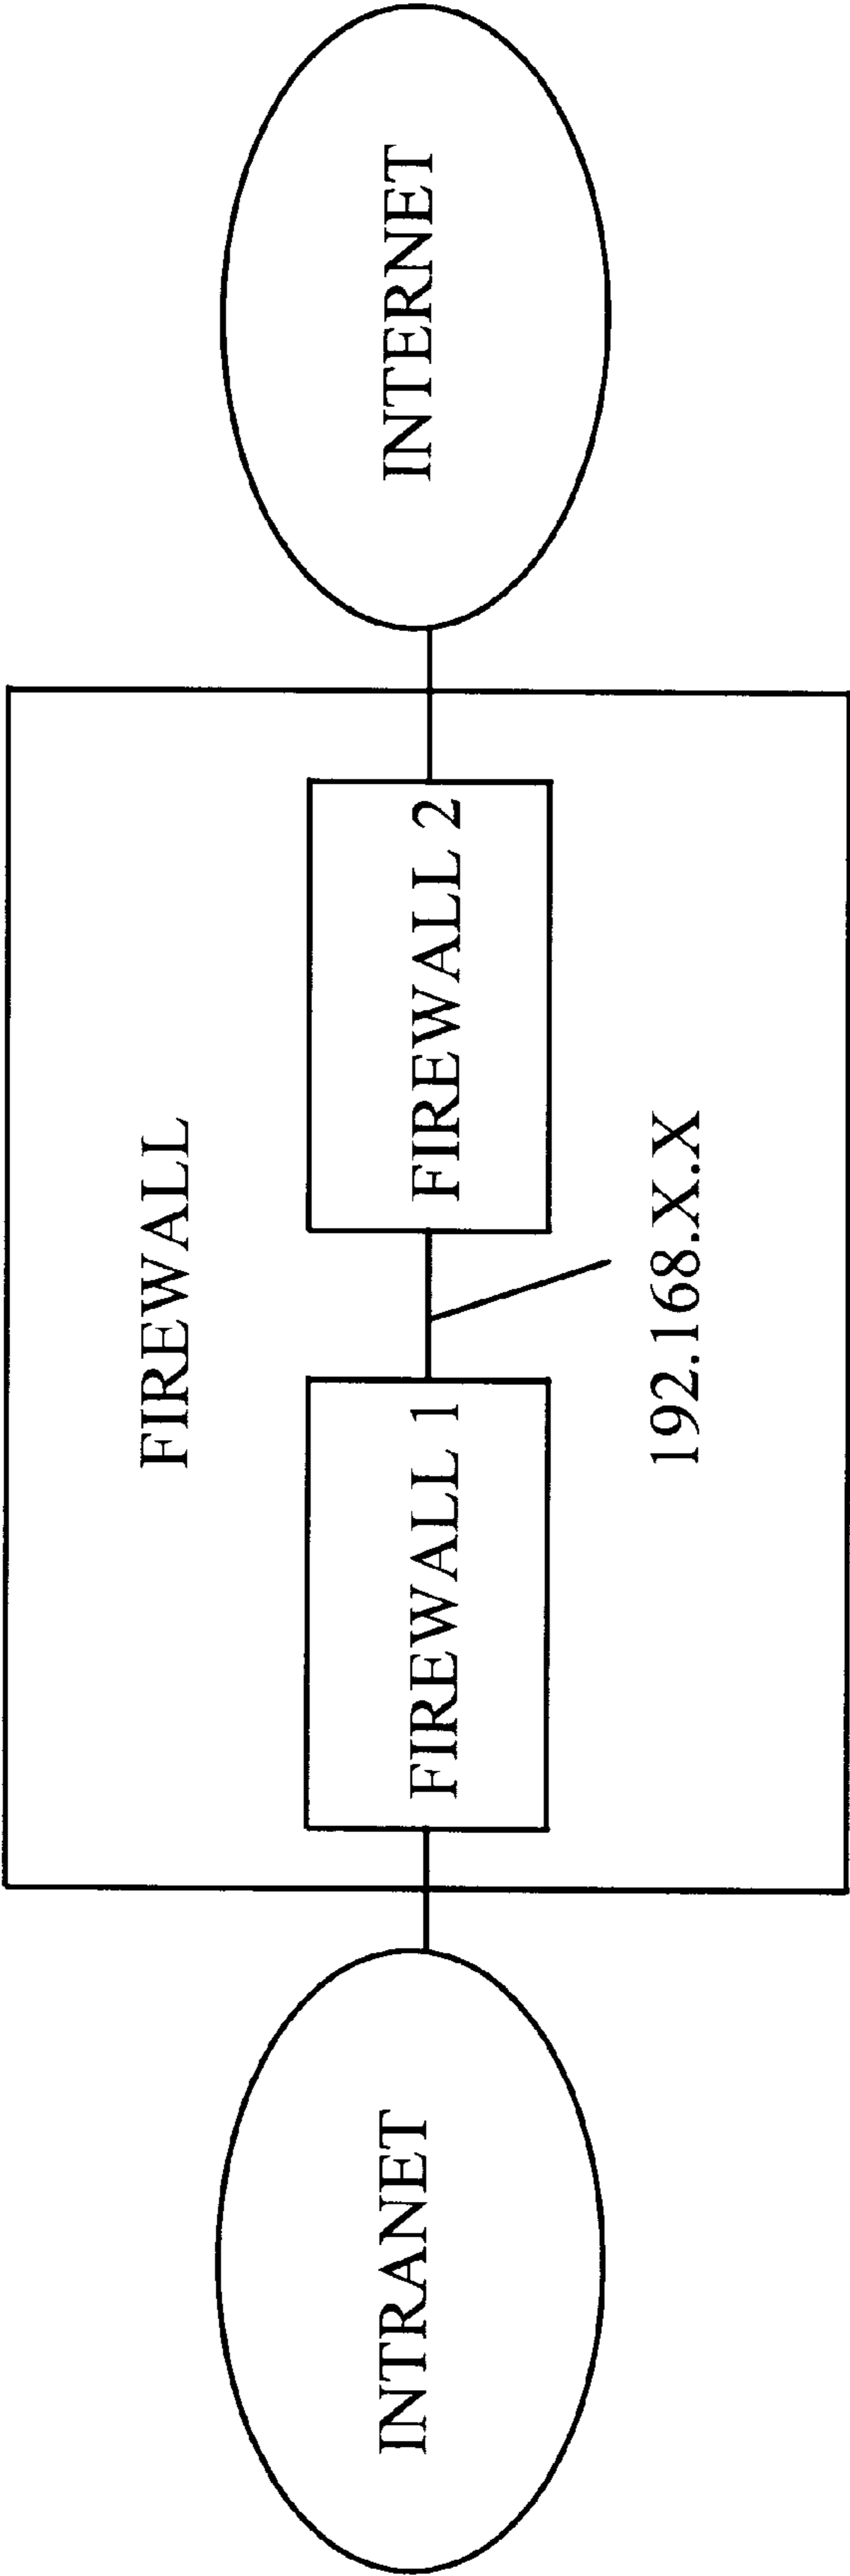 FIREWALL
INTRANET
FIREWALL 1
FIREWALL 2
INTERNET
192.168.X.X